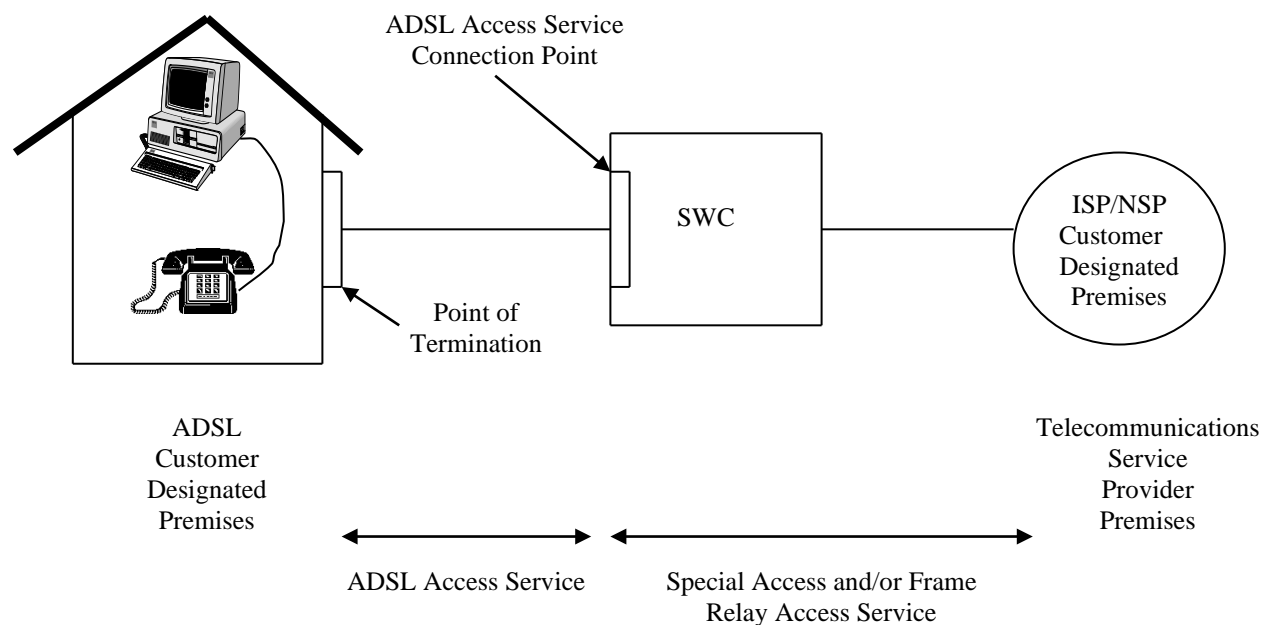 ADSL Access Service
Connection Point
SWC
ISP/NSP
Customer
Designated
Premises
Point of
Termination
ADSL
Customer
Designated
Premises
Telecommunications
Service
Provider
Premises
ADSL Access Service
Special Access and/or Frame
Relay Access Service